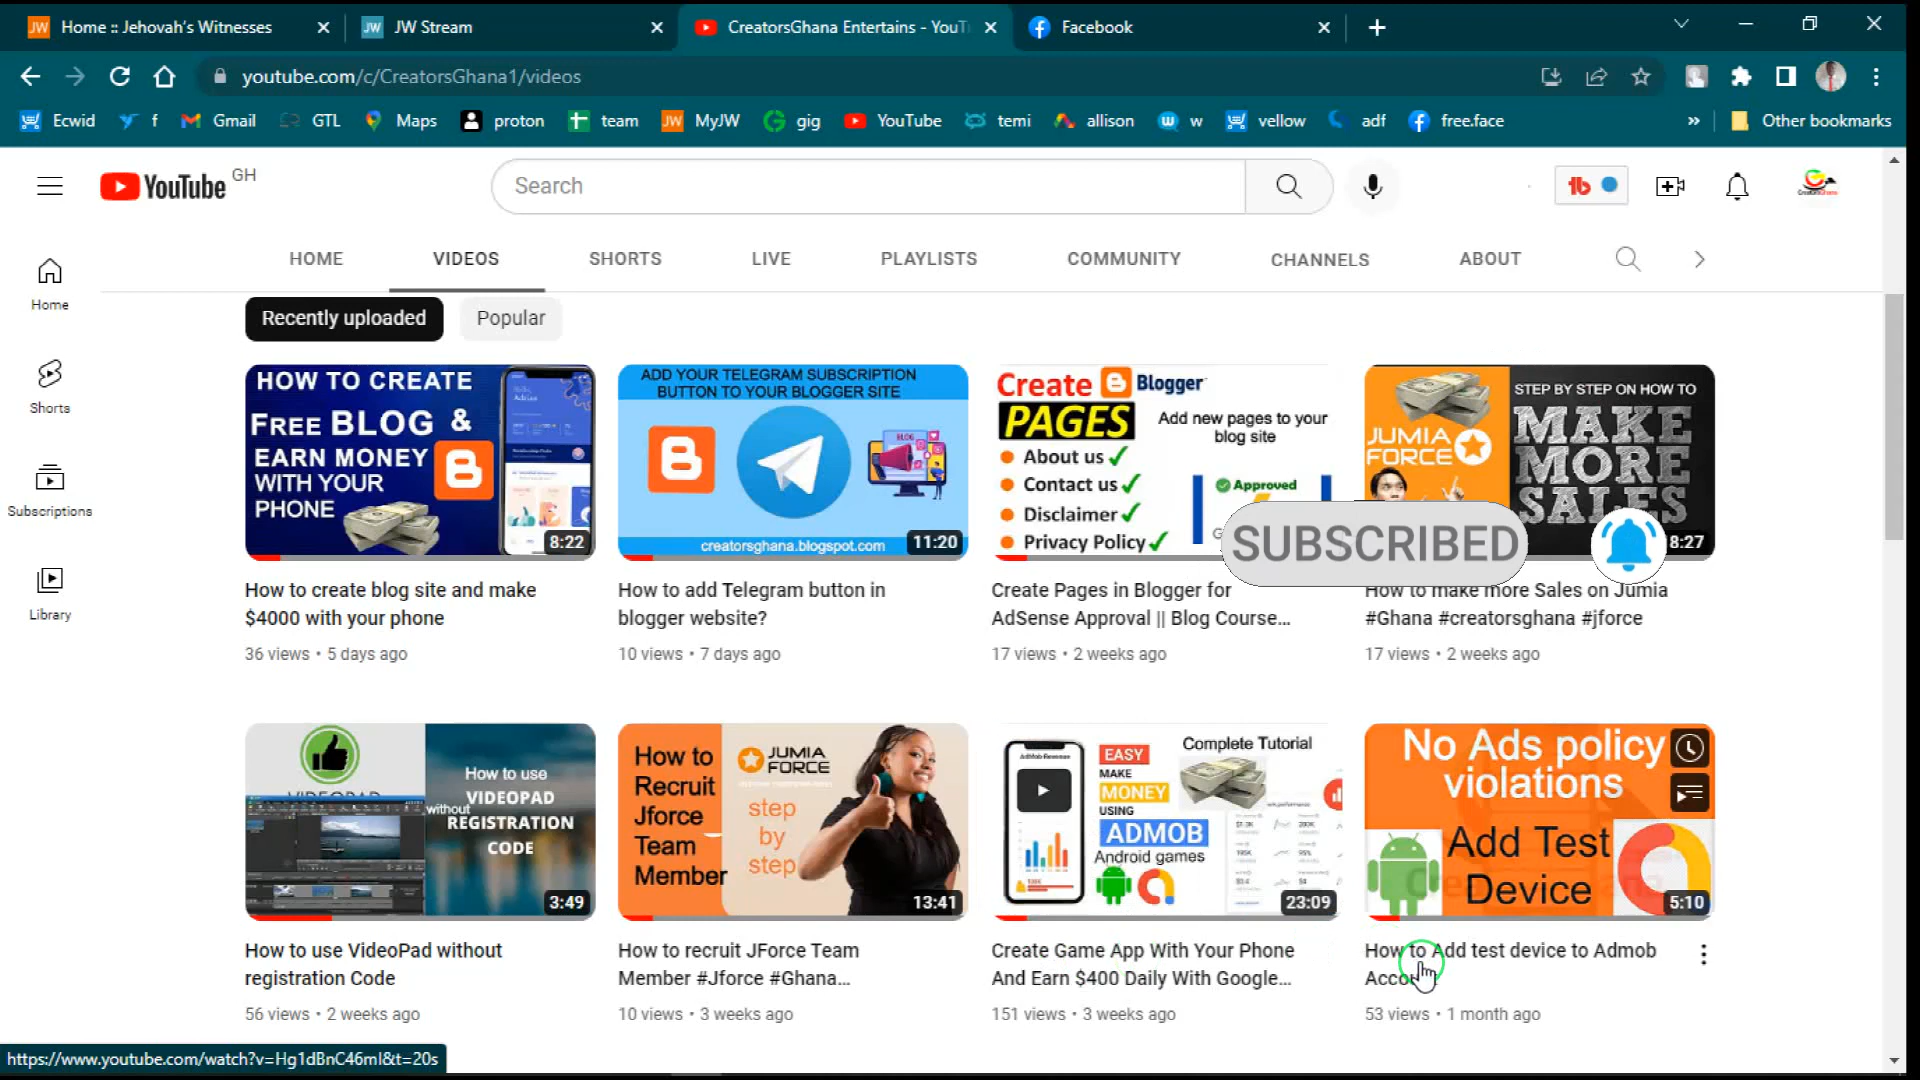 Home :: Jehovah's Witnesses
JW Stream
CreatorsGhana Entertains - YouT
Facebook
youtube.com/c/CreatorsGhana1/videos
Ecwid
f
Gmail
GTL
Maps
proton
team
MyJW
gig
YouTube
temi
allison
w
vellow
adf
free.face
Other bookmarks
YouTube GH
Search
HOME
VIDEOS
SHORTS
LIVE
PLAYLISTS
COMMUNITY
CHANNELS
ABOUT
Home
Shorts
Subscriptions
Library
Recently uploaded
Popular
HOW TO CREATE
FREE BLOG &
EARN MONEY
WITH YOUR
PHONE
8:22
ADD YOUR TELEGRAM SUBSCRIPTION
BUTTON TO YOUR BLOGGER SITE
BLOG
creatorsghana.blogspot.com
11:20
Create Blogger
PAGES
Add new pages to your
blog site
About us
Contact us
Disclaimer
Privacy Policy
Approved
STEP BY STEP ON HOW TO
MAKE
MORE
SALES
JUMIA
FORCE
8:27
SUBSCRIBED
How to create blog site and make
$4000 with your phone
36 views • 5 days ago
How to add Telegram button in
blogger website?
10 views • 7 days ago
Create Pages in Blogger for
AdSense Approval || Blog Course...
17 views • 2 weeks ago
How to make more Sales on Jumia
#Ghana #creatorsghana #jforce
17 views • 2 weeks ago
How to use
VIDEOPAD
without
REGISTRATION
CODE
3:49
How to
Recruit
Jforce
Team
Member
JUMIA
FORCE
step
by
step
13:41
Complete Tutorial
AdMob Revenue
EASY
MAKE
MONEY
USING
ADMOB
Android games
23:09
No Ads policy
violations
Add Test
Device
5:10
How to use VideoPad without
registration Code
56 views • 2 weeks ago
How to recruit JForce Team
Member #Jforce #Ghana...
10 views • 3 weeks ago
Create Game App With Your Phone
And Earn $400 Daily With Google...
151 views • 3 weeks ago
How to Add test device to Admob
53 views • 1 month ago
https://www.youtube.com/watch?v=Hg1dBnC46mI&t=20s